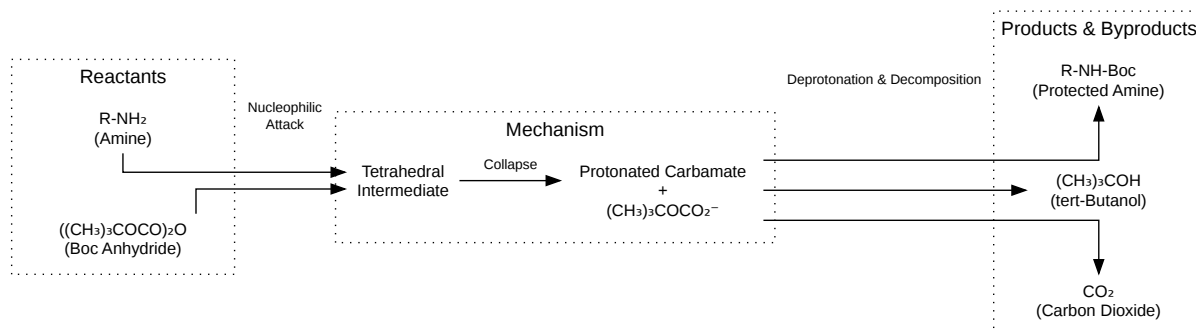 Reactants
R-NH₂
(Amine)
((CH₃)₃COCO)₂O
(Boc Anhydride)
Nucleophilic
Attack
Mechanism
Tetrahedral
Intermediate
Collapse
Protonated Carbamate
+
(CH₃)₃COCO₂⁻
Deprotonation & Decomposition
Products & Byproducts
R-NH-Boc
(Protected Amine)
(CH₃)₃COH
(tert-Butanol)
CO₂
(Carbon Dioxide)